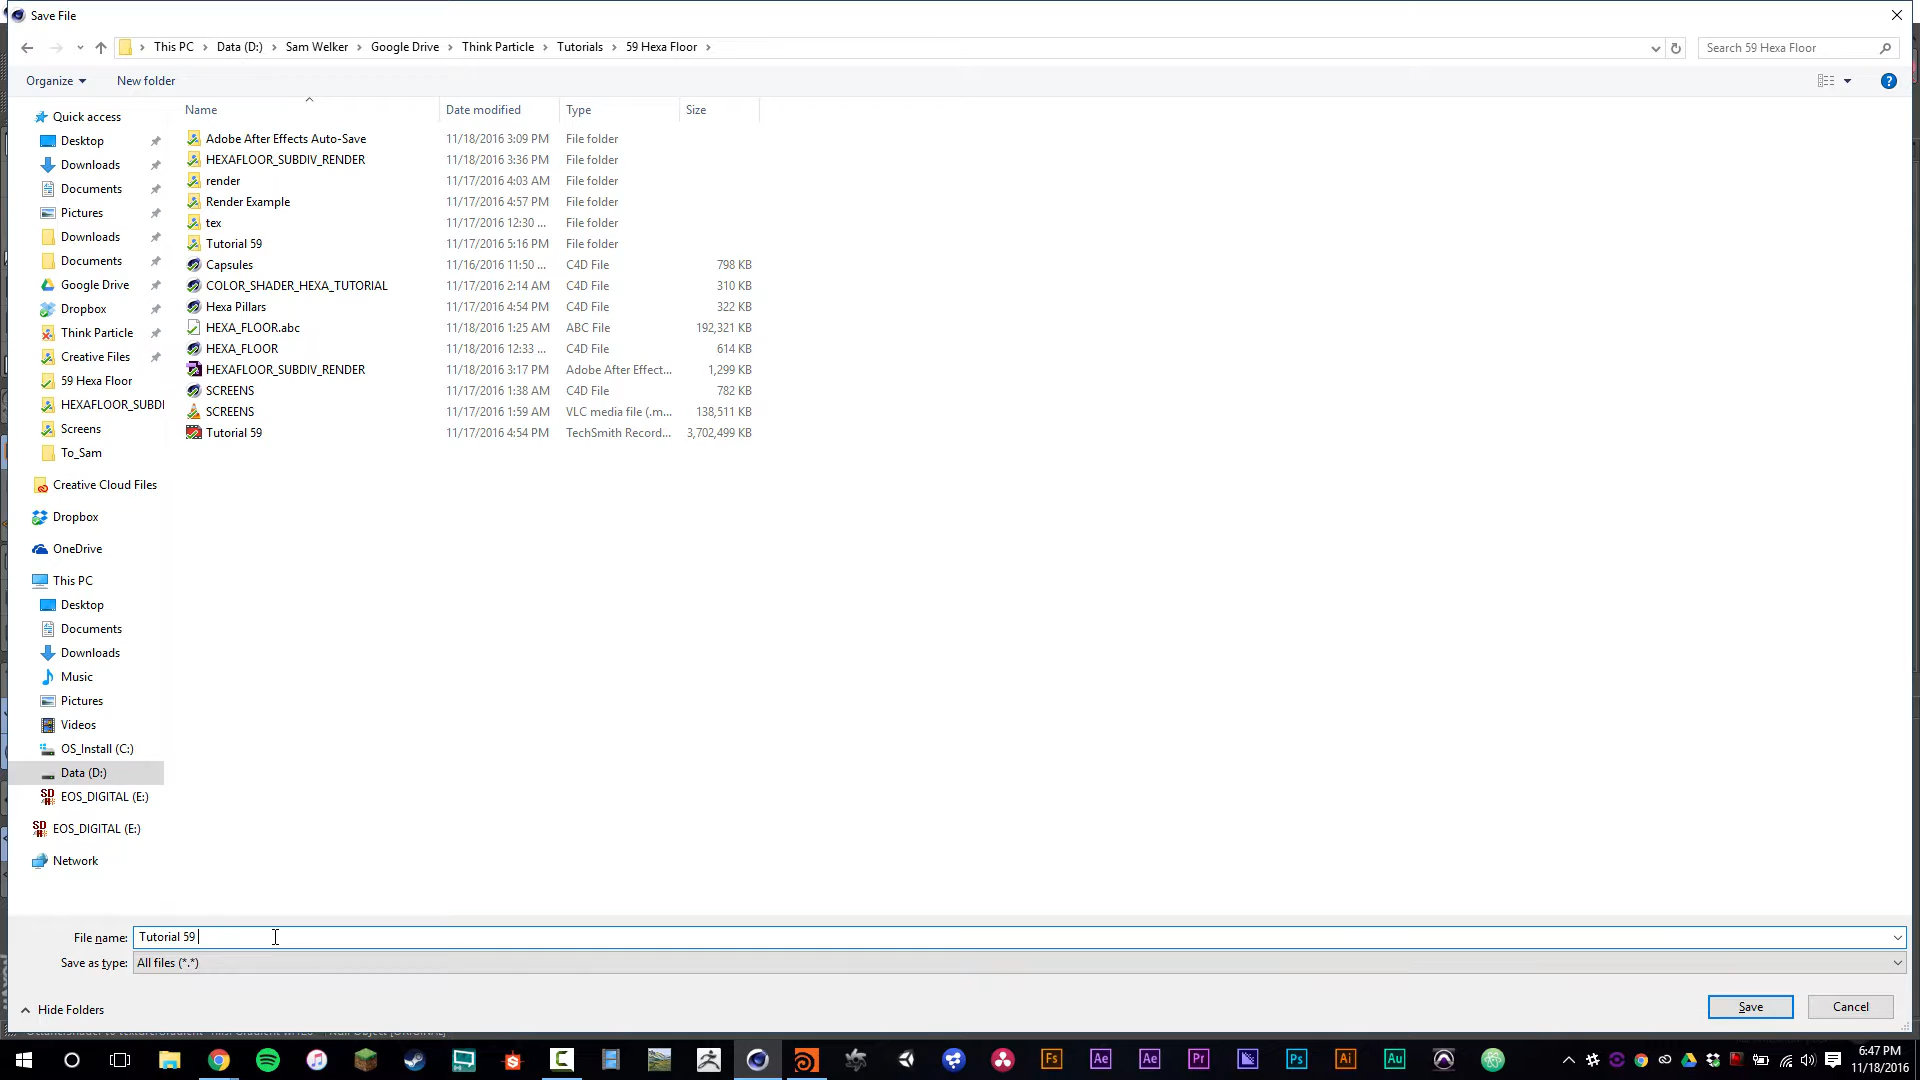 Save File
This PC > Data (D:) > Sam Welker > Google Drive > Think Particle > Tutorials > 59 Hexa Floor >
Search 59 Hexa Floor
Organize
New folder
Name Date modified Type Size
Adobe After Effects Auto-Save 11/18/2016 3:09 PM File folder
HEXAFLOOR_SUBDIV_RENDER 11/18/2016 3:36 PM File folder
render 11/17/2016 4:03 AM File folder
Render Example 11/17/2016 4:57 PM File folder
tex 11/17/2016 12:30 ... File folder
Tutorial 59 11/17/2016 5:16 PM File folder
Capsules 11/16/2016 11:50 ... C4D File 798 KB
COLOR_SHADER_HEXA_TUTORIAL 11/17/2016 2:14 AM C4D File 310 KB
Hexa Pillars 11/17/2016 4:54 PM C4D File 322 KB
HEXA_FLOOR.abc 11/18/2016 1:25 AM ABC File 192,321 KB
HEXA_FLOOR 11/18/2016 12:33 ... C4D File 614 KB
HEXAFLOOR_SUBDIV_RENDER 11/18/2016 3:17 PM Adobe After Effect... 1,299 KB
SCREENS 11/17/2016 1:38 AM C4D File 782 KB
SCREENS 11/17/2016 1:59 AM VLC media file (.m... 138,511 KB
Tutorial 59 11/17/2016 4:54 PM TechSmith Record... 3,702,499 KB
Quick access
Desktop
Downloads
Documents
Pictures
Downloads
Documents
Google Drive
Dropbox
Think Particle
Creative Files
59 Hexa Floor
HEXAFLOOR_SUBDI
Screens
To_Sam
Creative Cloud Files
Dropbox
OneDrive
This PC
Desktop
Documents
Downloads
Music
Pictures
Videos
OS_Install (C:)
Data (D:)
EOS_DIGITAL (E:)
EOS_DIGITAL (E:)
Network
File name: Tutorial 59
Save as type: All files (*.*)
Hide Folders
Save
Cancel
Fs Ae Ae Pr Ps Ai Au
6:47 PM
11/18/2016